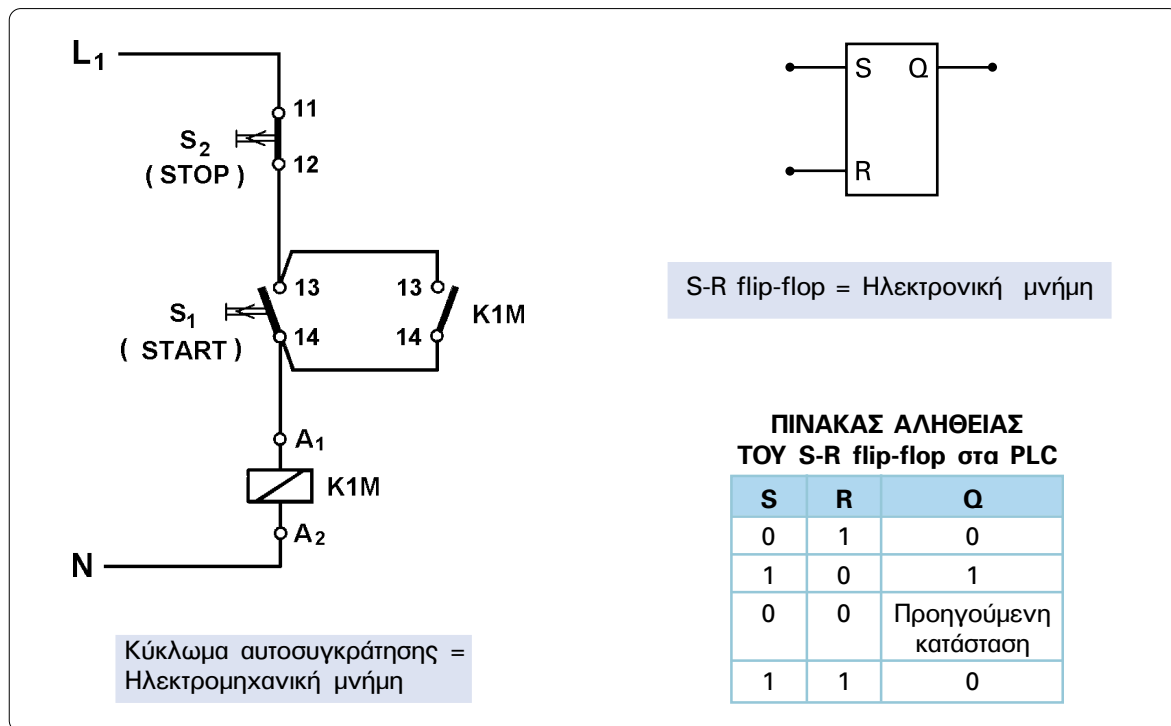 L1
11
S2
12
( STOP )
13
13
S1
K1M
14
14
( START )
A1
K1M
A2
N
Κύκλωμα αυτοσυγκράτησης =
Ηλεκτρομηχανική μνήμη
S Q
R
S-R flip-flop = Ηλεκτρονική μνήμη
ΠΙΝΑΚΑΣ ΑΛΗΘΕΙΑΣ
ΤΟΥ S-R flip-flop στα PLC
S R Q
0 1 0
1 0 1
0 0 Προηγούμενη
κατάσταση
1 1 0